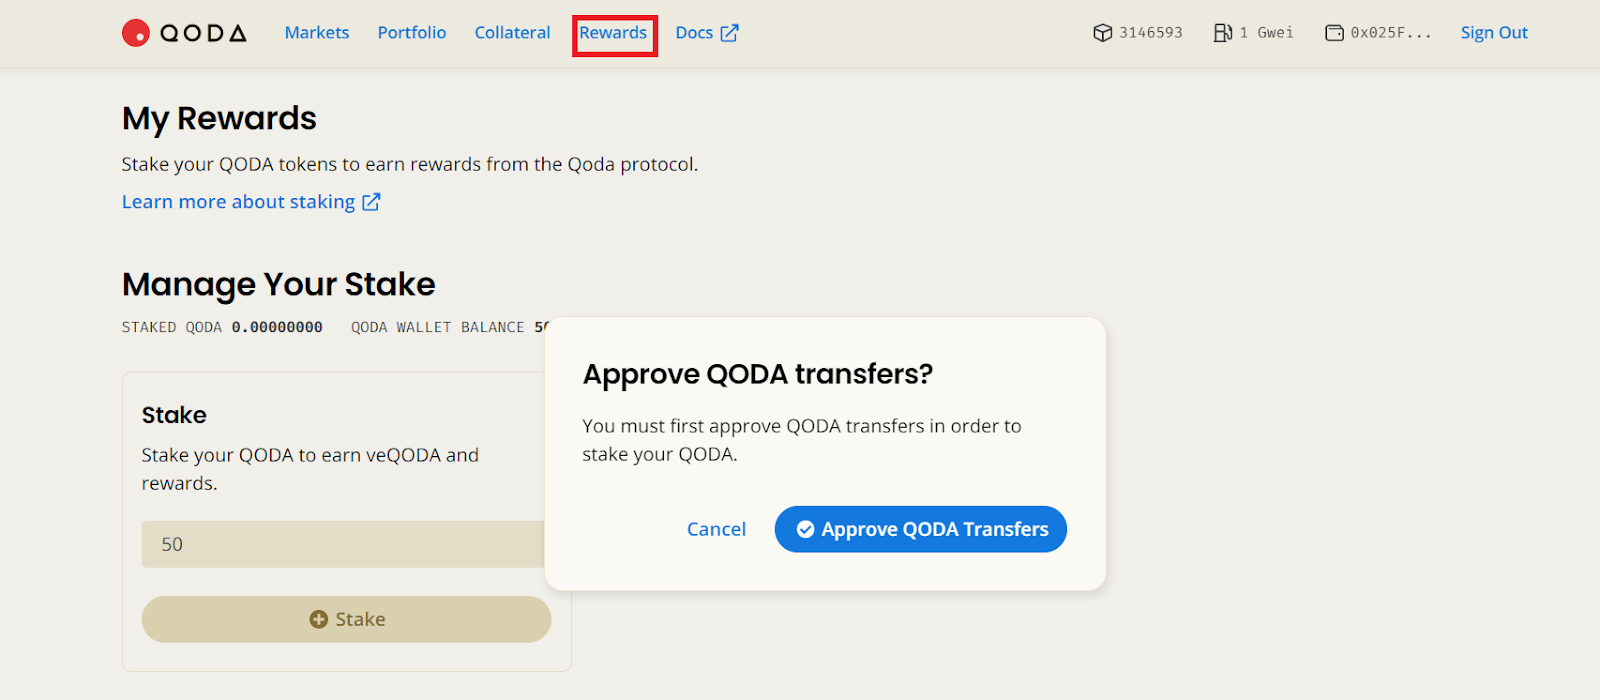 QODA Markets Portfolio Collateral Rewards Docs 3146593 1 Gwei 0x025F... Sign Out
My Rewards
Stake your QODA tokens to earn rewards from the Qoda protocol.
Learn more about staking
Manage Your Stake
STAKED QODA 0.00000000 QODA WALLET BALANCE
Stake
Stake your QODA to earn veQODA and
rewards.
50
Stake
Approve QODA transfers?
You must first approve QODA transfers in order to
stake your QODA.
Cancel Approve QODA Transfers